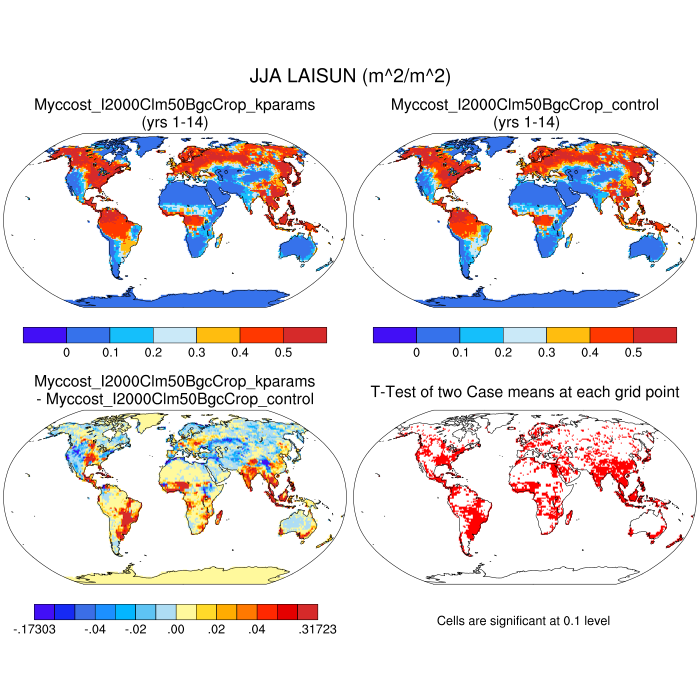 JJA LAISUN (m^2/m^2)
Myccost_I2000Clm50BgcCrop_kparams
(yrs 1-14)
Myccost_I2000Clm50BgcCrop_control
(yrs 1-14)
0 0.1 0.2 0.3 0.4 0.5
0 0.1 0.2 0.3 0.4 0.5
Myccost_I2000Clm50BgcCrop_kparams
- Myccost_I2000Clm50BgcCrop_control
T-Test of two Case means at each grid point
-.17303 -.04 -.02 .00 .02 .04 .31723
Cells are significant at 0.1 level